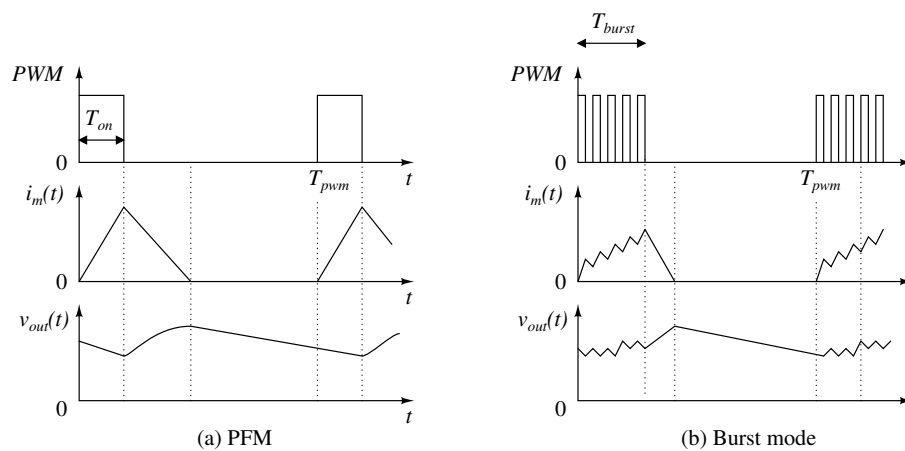 PWM
T_on
0
T_pwm
t
i_m(t)
0
v_out(t)
0
t
(a) PFM
T_burst
PWM
0
T_pwm
i_m(t)
0
v_out(t)
0
(b) Burst mode